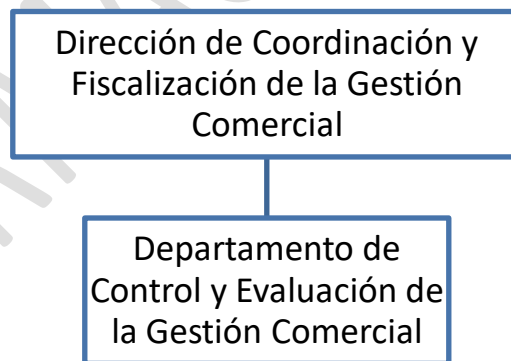 Dirección de Coordinación y
Fiscalización de la Gestión
Comercial
Departamento de
Control y Evaluación de
la Gestión Comercial